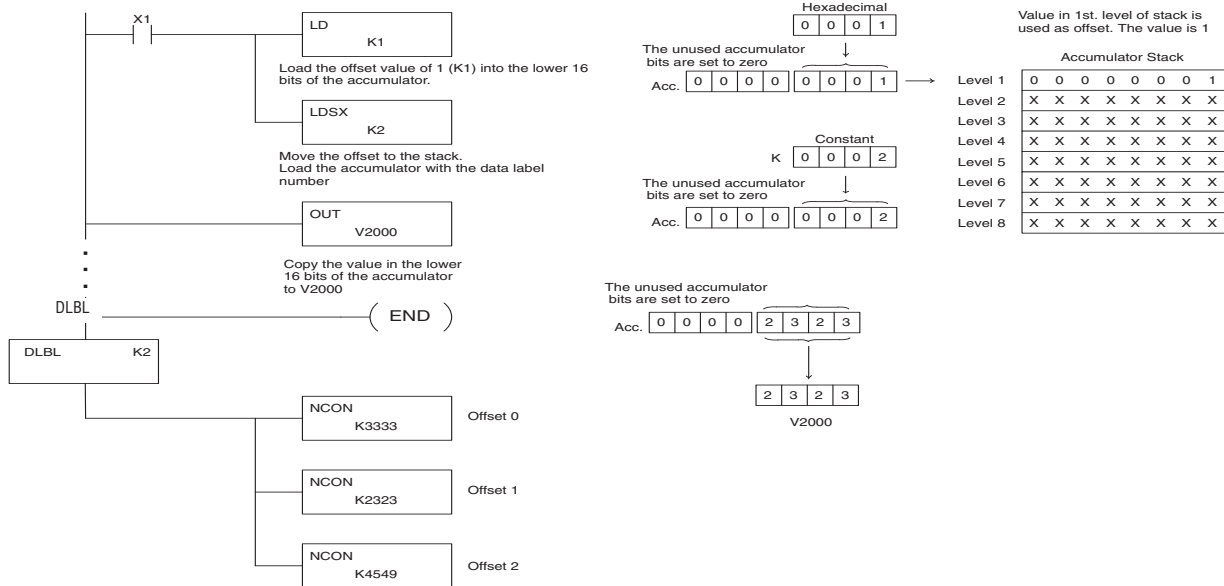 X1
LD
K1
Load the offset value of 1 (K1) into the lower 16
bits of the accumulator.
LDSX
K2
Move the offset to the stack.
Load the accumulator with the data label
number
OUT
V2000
Copy the value in the lower
16 bits of the accumulator
to V2000
DLBL
END
DLBL K2
NCON
K3333
Offset 0
NCON
K2323
Offset 1
NCON
K4549
Offset 2
Hexadecimal
0 0 0 1
The unused accumulator
bits are set to zero
Acc. 0 0 0 0 0 0 0 1
Constant
K 0 0 0 2
The unused accumulator
bits are set to zero
Acc. 0 0 0 0 0 0 0 2
The unused accumulator
bits are set to zero
Acc. 0 0 0 0 2 3 2 3
2 3 2 3
V2000
Value in 1st. level of stack is
used as offset. The value is 1
Accumulator Stack
Level 1 0 0 0 0 0 0 0 1
Level 2 X X X X X X X X
Level 3 X X X X X X X X
Level 4 X X X X X X X X
Level 5 X X X X X X X X
Level 6 X X X X X X X X
Level 7 X X X X X X X X
Level 8 X X X X X X X X